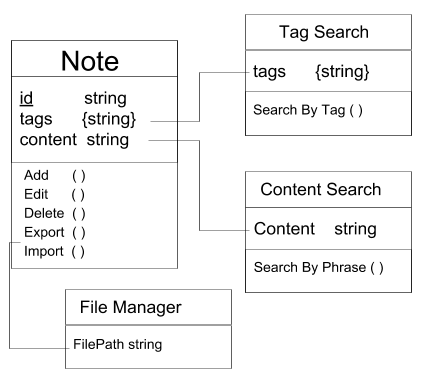 Note
id string
tags {string}
content string
Add ( )
Edit ( )
Delete ( )
Export ( )
Import ( )
Tag Search
tags {string}
Search By Tag ( )
Content Search
Content string
Search By Phrase ( )
File Manager
FilePath string